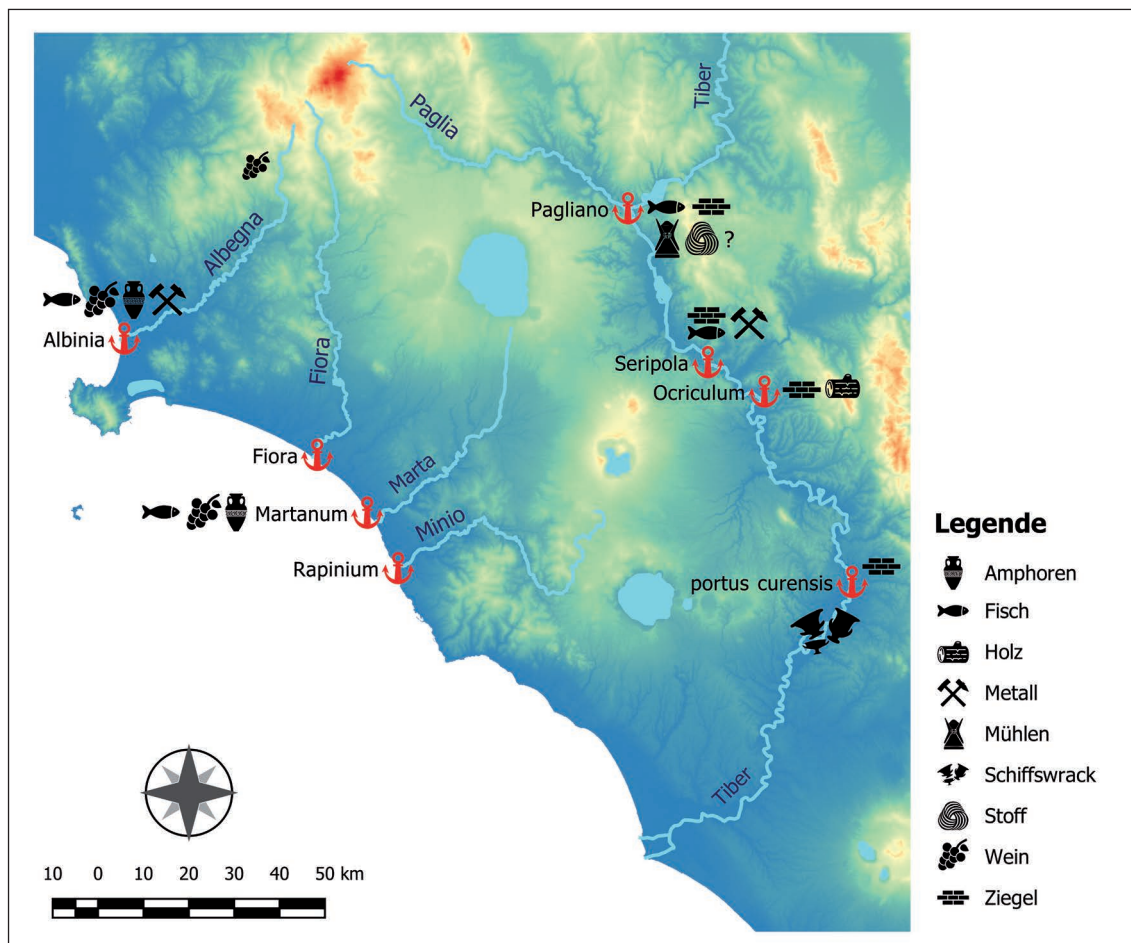 Paglia
Tiber
Pagliano
?
Albegna
Albinia
Fiora
Seripola
Ocriculum
Fiora
Marta
Martanum
Minio
Rapinium
portus curensis
Tiber
10 0 10 20 30 40 50 km
Legende
Amphoren
Fisch
Holz
Metall
Mühlen
Schiffswrack
Stoff
Wein
Ziegel